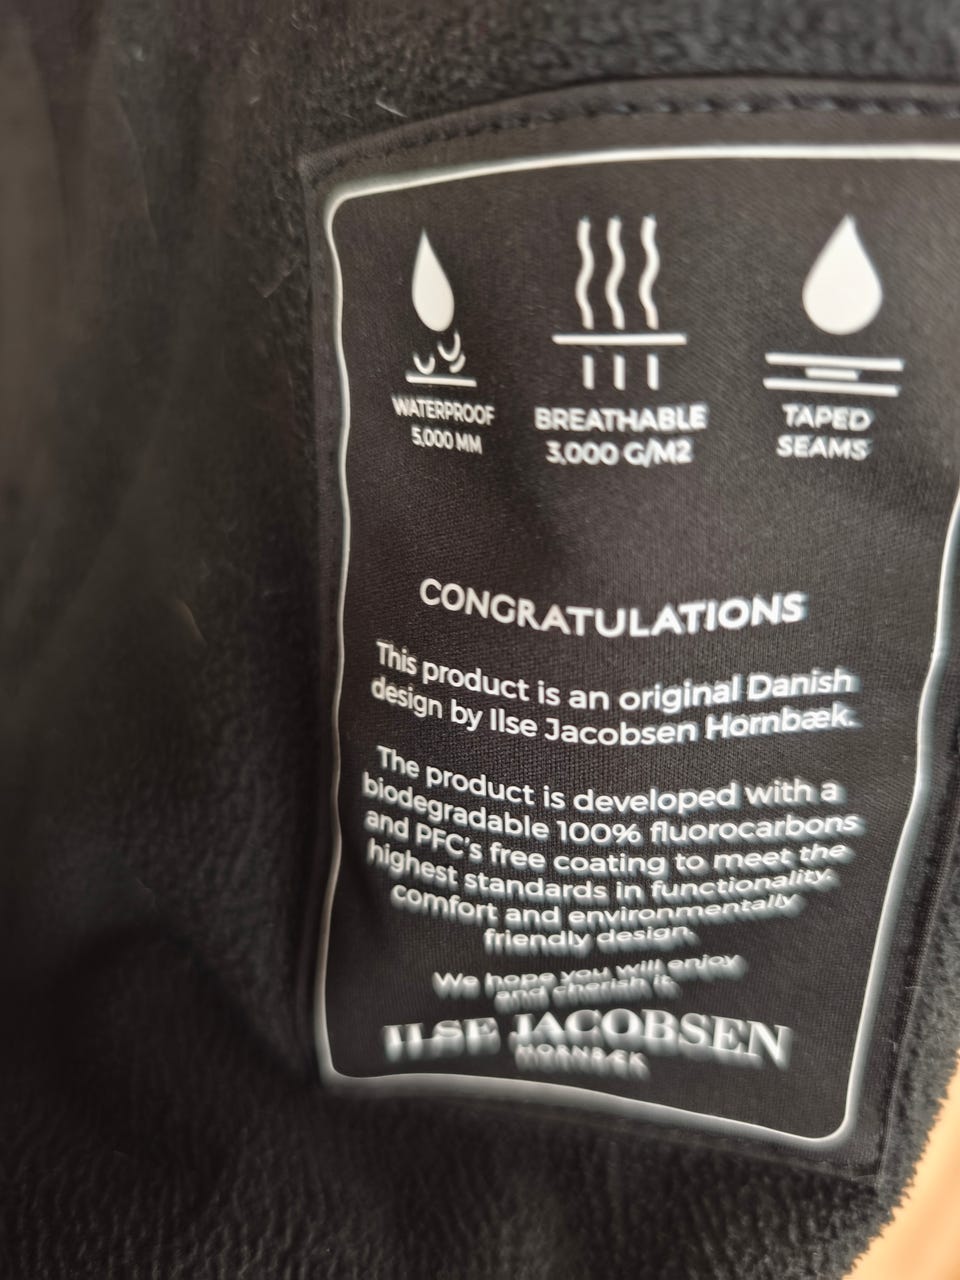 WATERPROOF
5,000 MM
BREATHABLE
3,000 G/M2
TAPED
SEAMS
CONGRATULATIONS
This product is an original Danish
design by Ilse Jacobsen Hornbæk.
The product is developed with a
biodegradable 100% fluorocarbons
and PFC's free coating to meet the
highest standards in functionality,
comfort and environmentally
friendly design.
We hope you will enjoy
and cherish it.
ILSE JACOBSEN
HORNBÆK